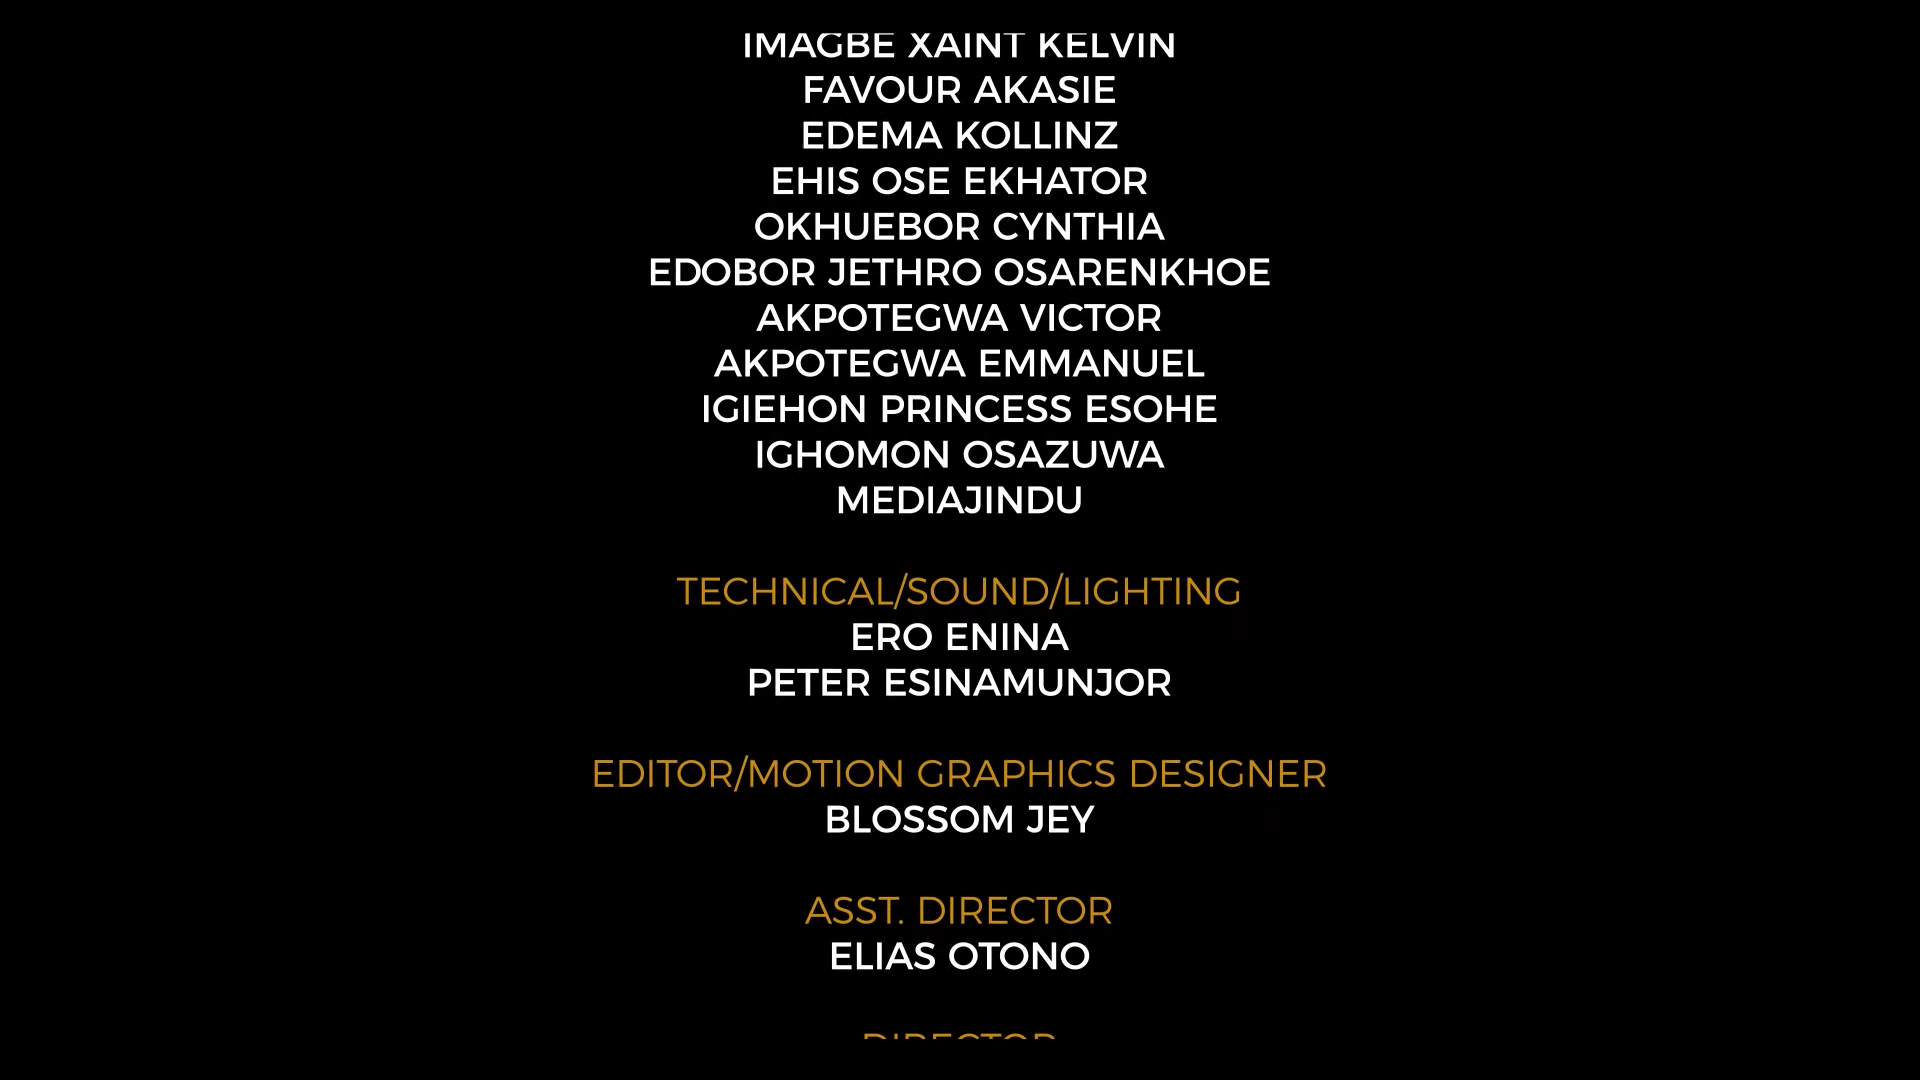 IMAGBE XAINT KELVIN
FAVOUR AKASIE
EDEMA KOLLINZ
EHIS OSE EKHATOR
OKHUEBOR CYNTHIA
EDOBOR JETHRO OSARENKHOE
AKPOTEGWA VICTOR
AKPOTEGWA EMMANUEL
IGIEHON PRINCESS ESOHE
IGHOMON OSAZUWA
MEDIAJINDU
TECHNICAL/SOUND/LIGHTING
ERO ENINA
PETER ESINAMUNJOR
EDITOR/MOTION GRAPHICS DESIGNER
BLOSSOM JEY
ASST. DIRECTOR
ELIAS OTONO
DIRECTOR